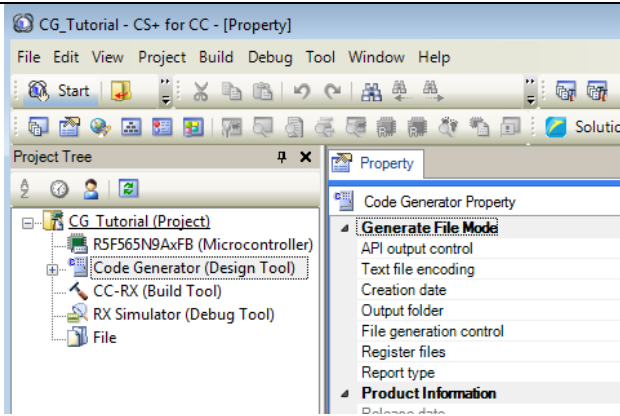 CG_Tutorial - CS+ for CC - [Property]
File Edit View Project Build Debug Tool Window Help
Start
Solutio
Project Tree
Property
Code Generator Property
CG_Tutorial (Project)
R5F565N9AxFB (Microcontroller)
Code Generator (Design Tool)
CC-RX (Build Tool)
RX Simulator (Debug Tool)
File
Generate File Mode
API output control
Text file encoding
Creation date
Output folder
File generation control
Register files
Report type
Product Information
Release date